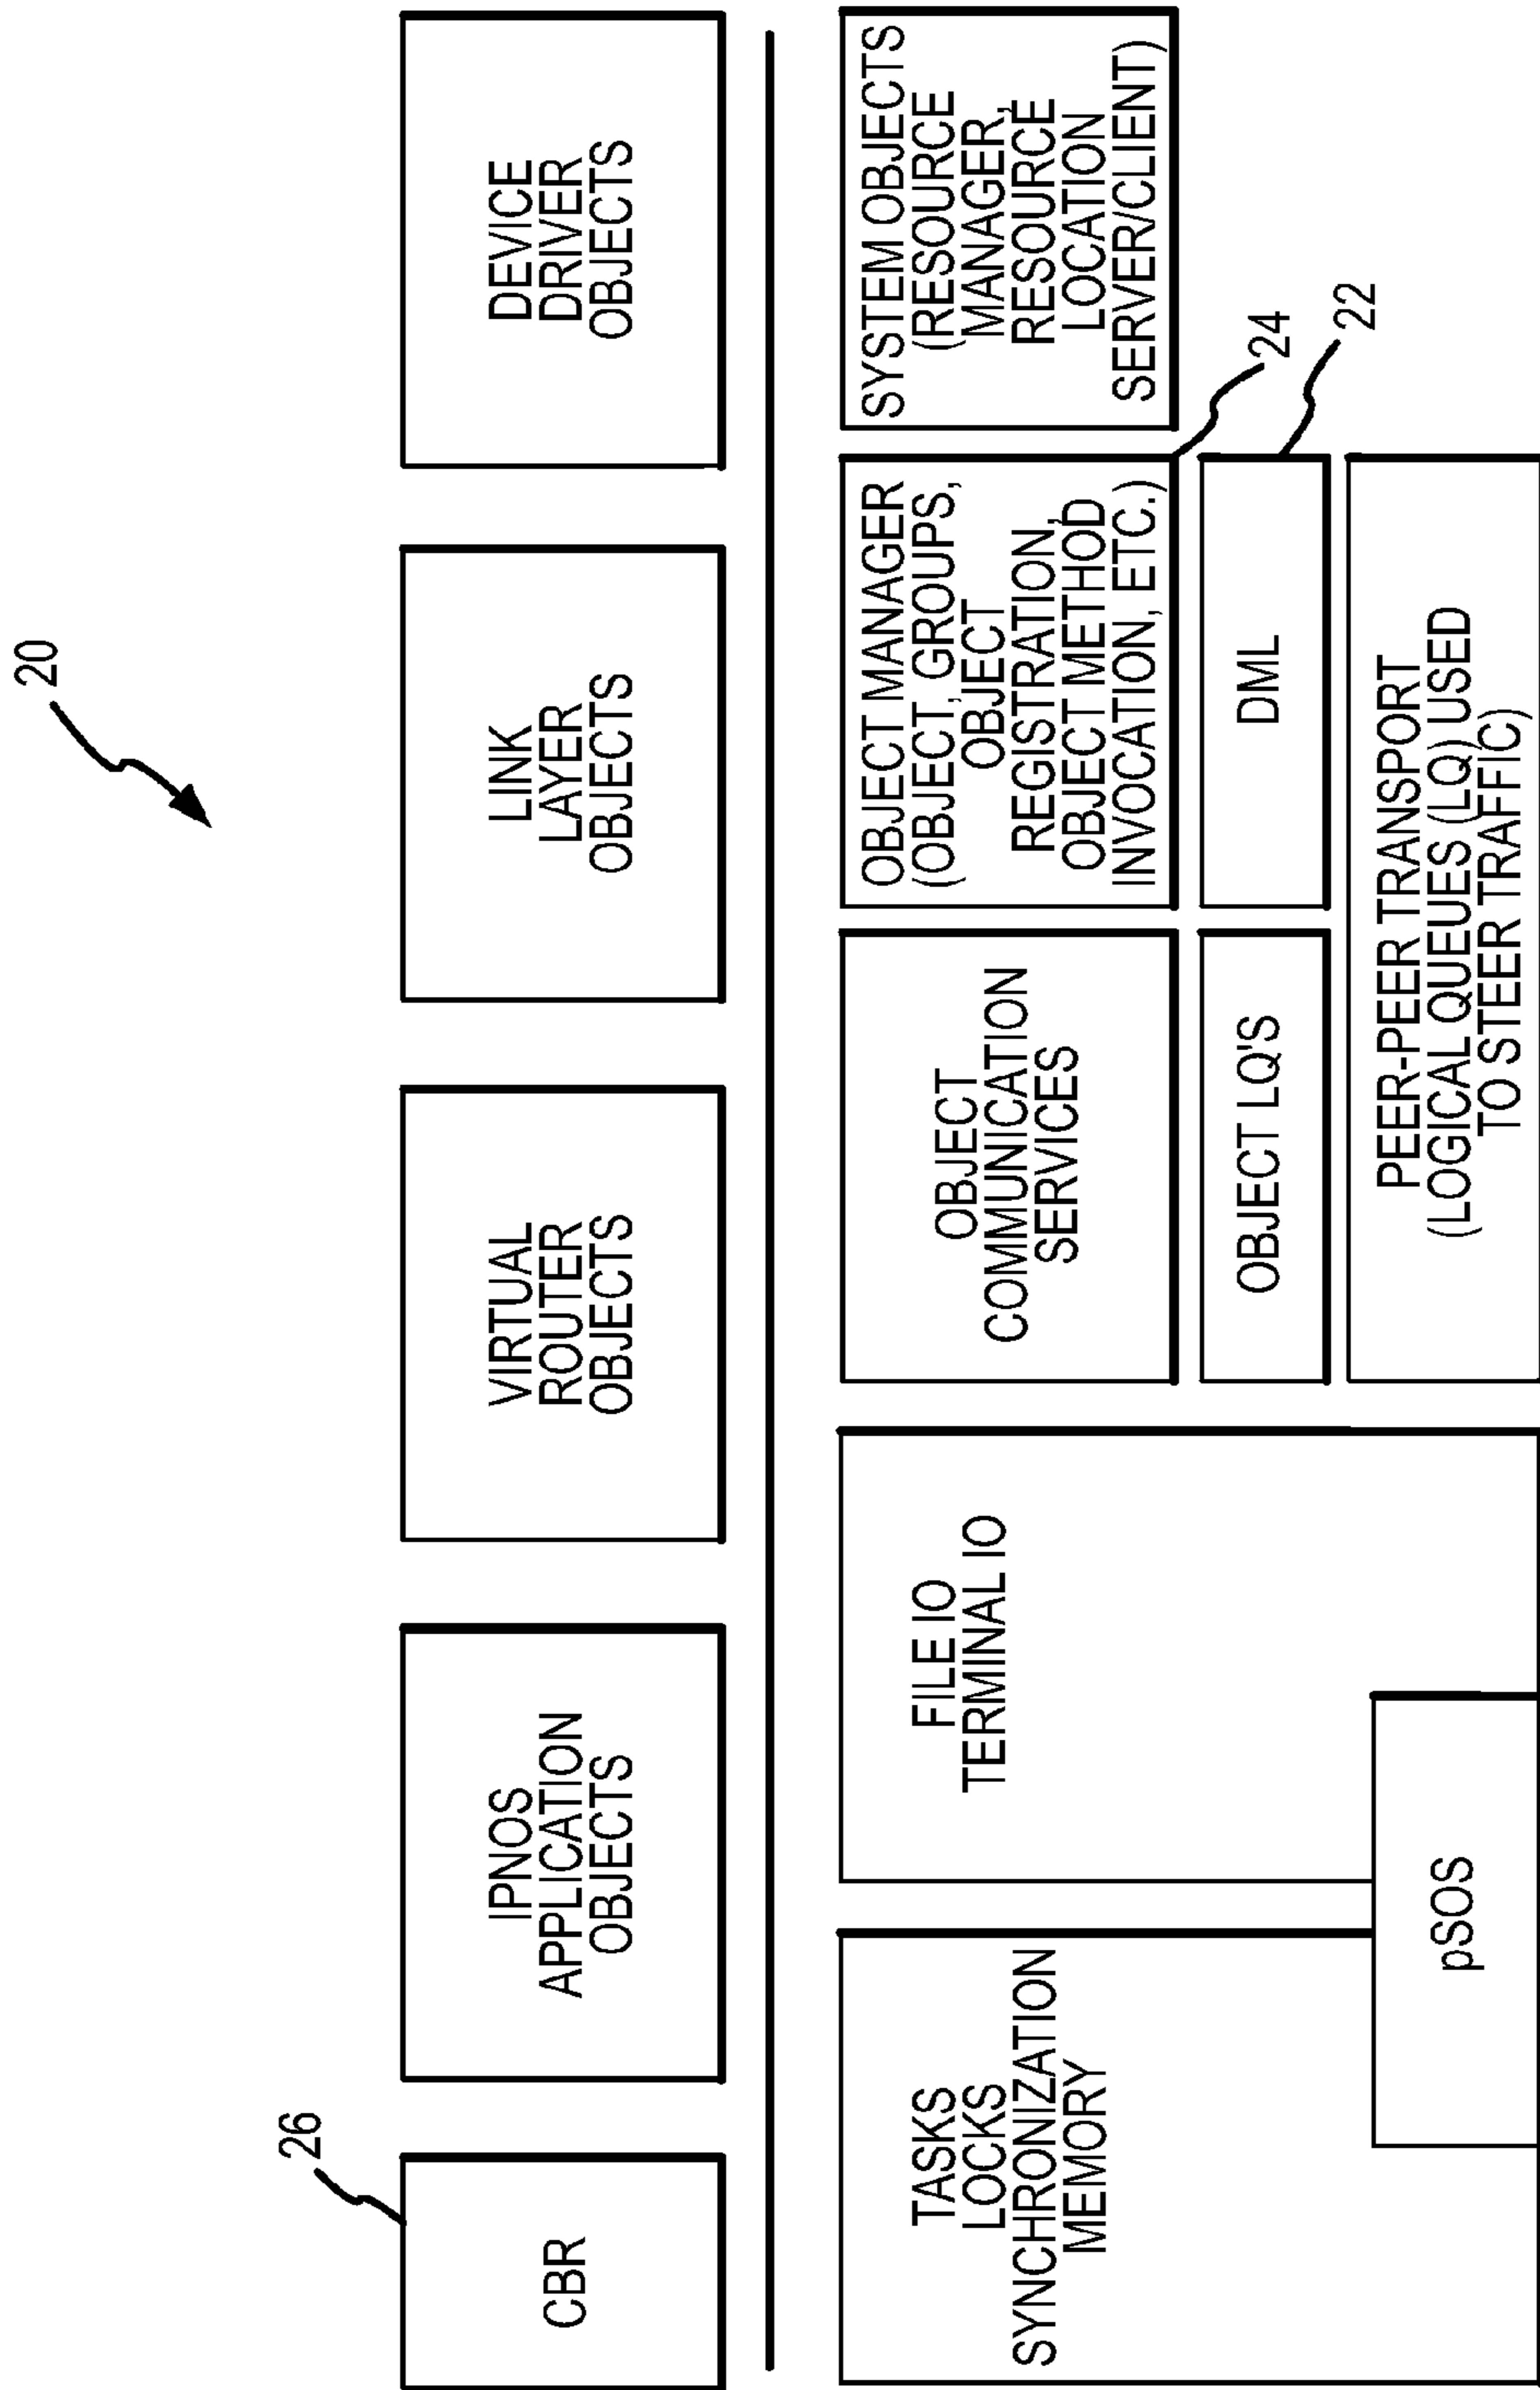 20
26
CBR
IPNOS
APPLICATION
OBJECTS
VIRTUAL
ROUTER
OBJECTS
LINK
LAYER
OBJECTS
DEVICE
DRIVER
OBJECTS
TASKS
LOCKS
SYNCHRONIZATION
MEMORY
FILE IO
TERMINAL IO
pSOS
OBJECT
COMMUNICATION
SERVICES
OBJECT MANAGER
(OBJECT, GROUPS,
OBJECT
REGISTRATION,
OBJECT METHOD
INVOCATION, ETC.)
SYSTEM OBJECTS
(RESOURCE
MANAGER,
RESOURCE
LOCATION
SERVER/CLIENT)
24
OBJECT LQ'S
DML
22
PEER-PEER TRANSPORT
(LOGICAL QUEUES (LQ) USED
TO STEER TRAFFIC)